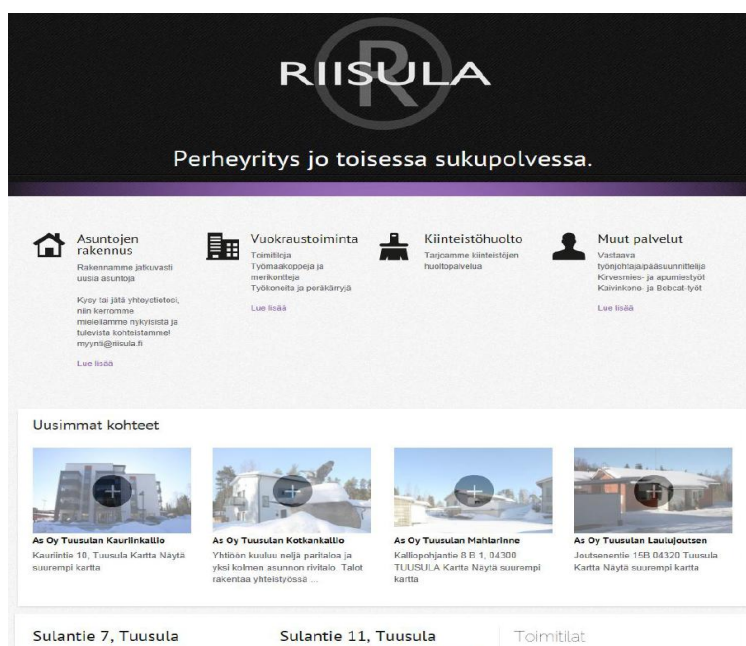 RIISULA
R
Perheyritys jo toisessa sukupolvessa.
Asuntojen
rakennus
Rakennamme jatkuvasti
uusia asuntoja
Kysy tai jätä yhteystietosi,
niin kerromme
mielellämme nykyisistä ja
tulevista kohteistamme!
myynti@riisula.fi
Lue lisää
Vuokraustoiminta
Toimitiloja
Työmaakoppeja ja
merikontteja
Työkoneita ja peräkärryjä
Lue lisää
Kiinteistöhuolto
Tarjoamme kiinteistöjen
huoltopalvelua
Muut palvelut
Vastaava
työnjohtaja/pääsuunnittelija
Kirvesmies- ja apumiestyöt
Kaivinkone- ja Bobcat-työt
Lue lisää
Uusimmat kohteet
As Oy Tuusulan Kauriinkallio
Kauriintie 10, Tuusula Kartta Näytä
suurempi kartta
As Oy Tuusulan Kotkankallio
Yhtiöön kuuluu neljä paritaloa ja
yksi kolmen asunnon rivitalo. Talot
rakentaa yhteistyössä ...
As Oy Tuusulan Mahlarinne
Kalliopohjantie 8 B 1, 04300
TUUSULA Kartta Näytä suurempi
kartta
As Oy Tuusulan Laulujoutsen
Joutsenentie 15B 04320 Tuusula
Kartta Näytä suurempi kartta
Sulantie 7, Tuusula
Sulantie 11, Tuusula
Toimitilat